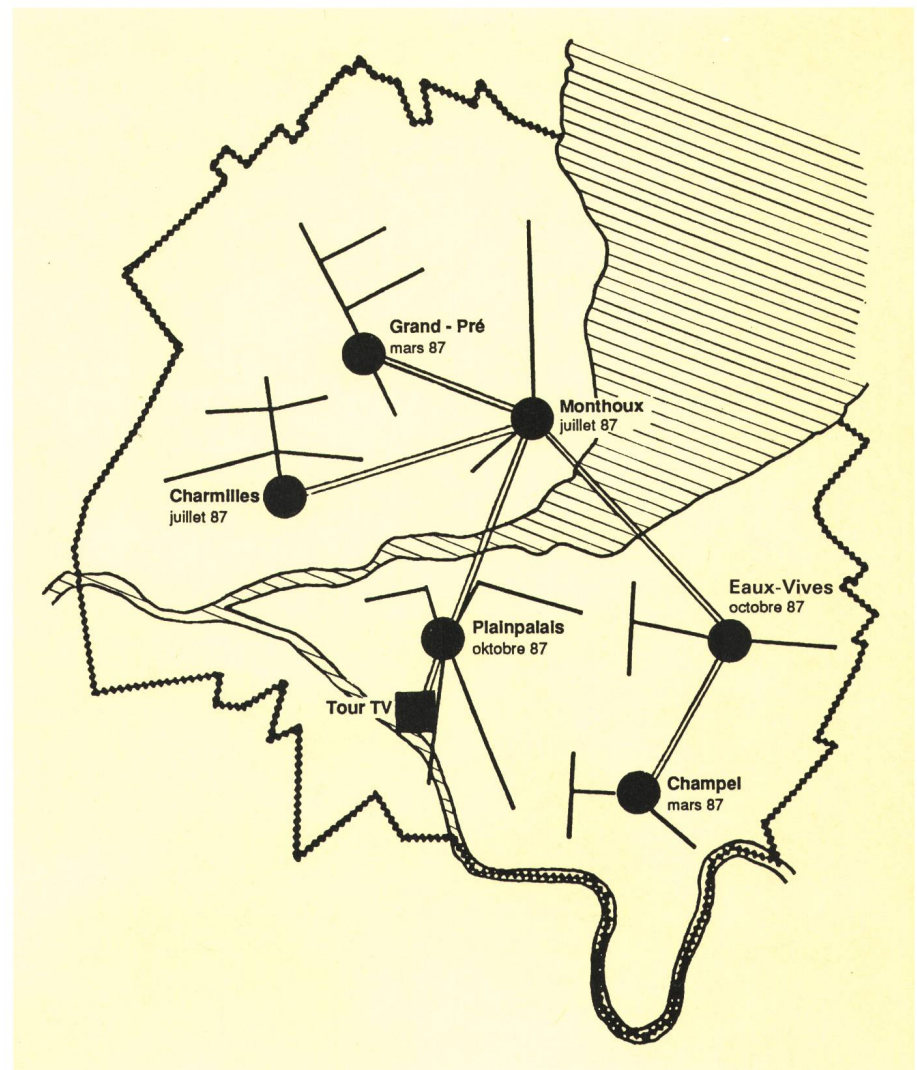 Grand - Pré
mars 87
Monthoux
juillet 87
Charmilles
juillet 87
Eaux-Vives
octobre 87
Plainpalais
oktobre 87
Tour TV
Champel
mars 87